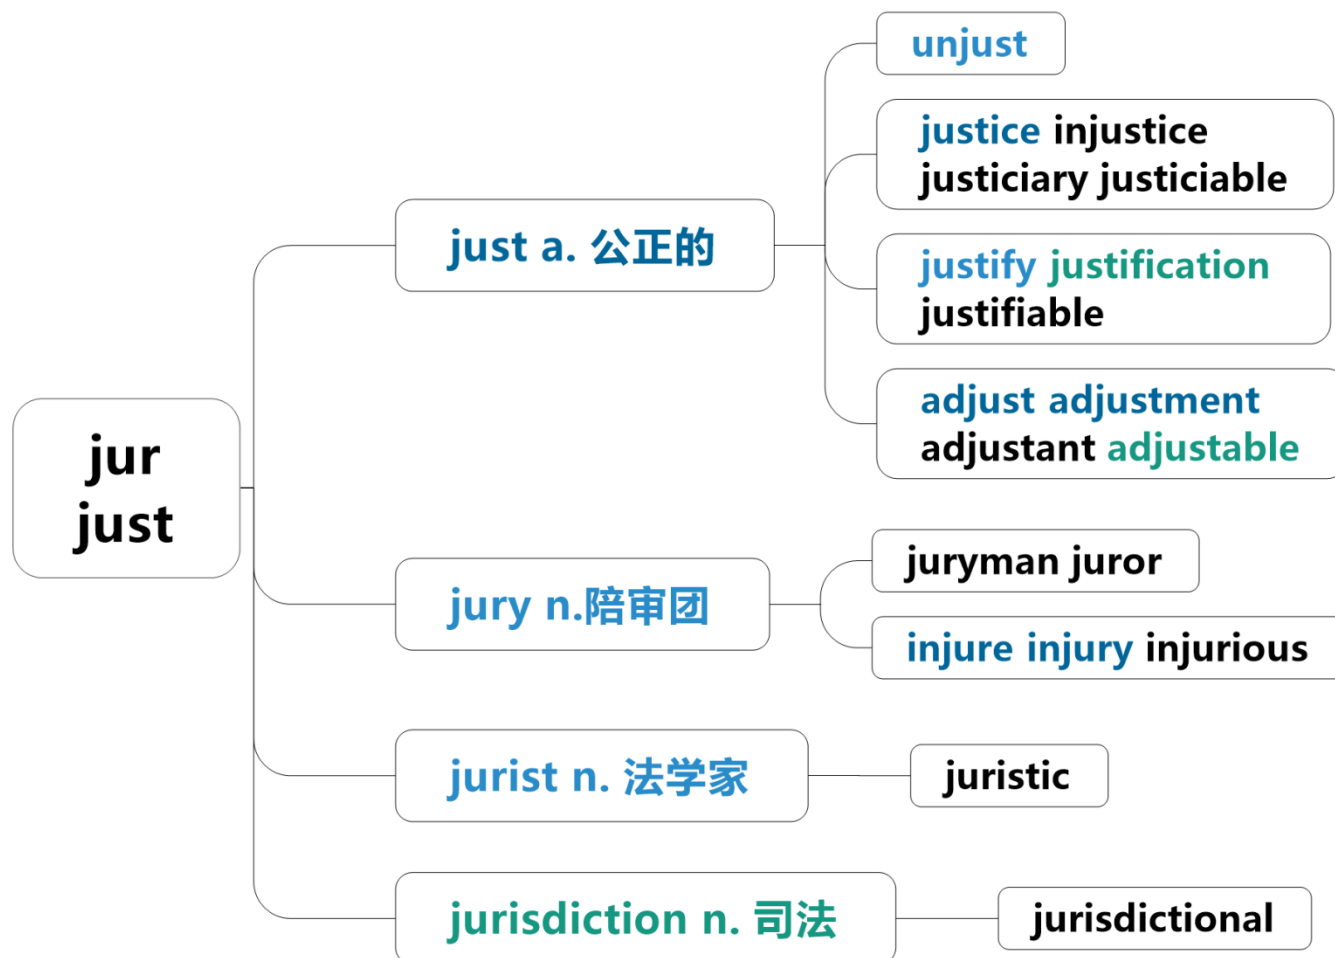 jur
just
just a. 公正的
unjust
justice injustice
justiciary justiciable
justify justification
justifiable
adjust adjustment
adjustant adjustable
jury n.陪审团
juryman juror
injure injury injurious
jurist n. 法学家
juristic
jurisdiction n. 司法
jurisdictional